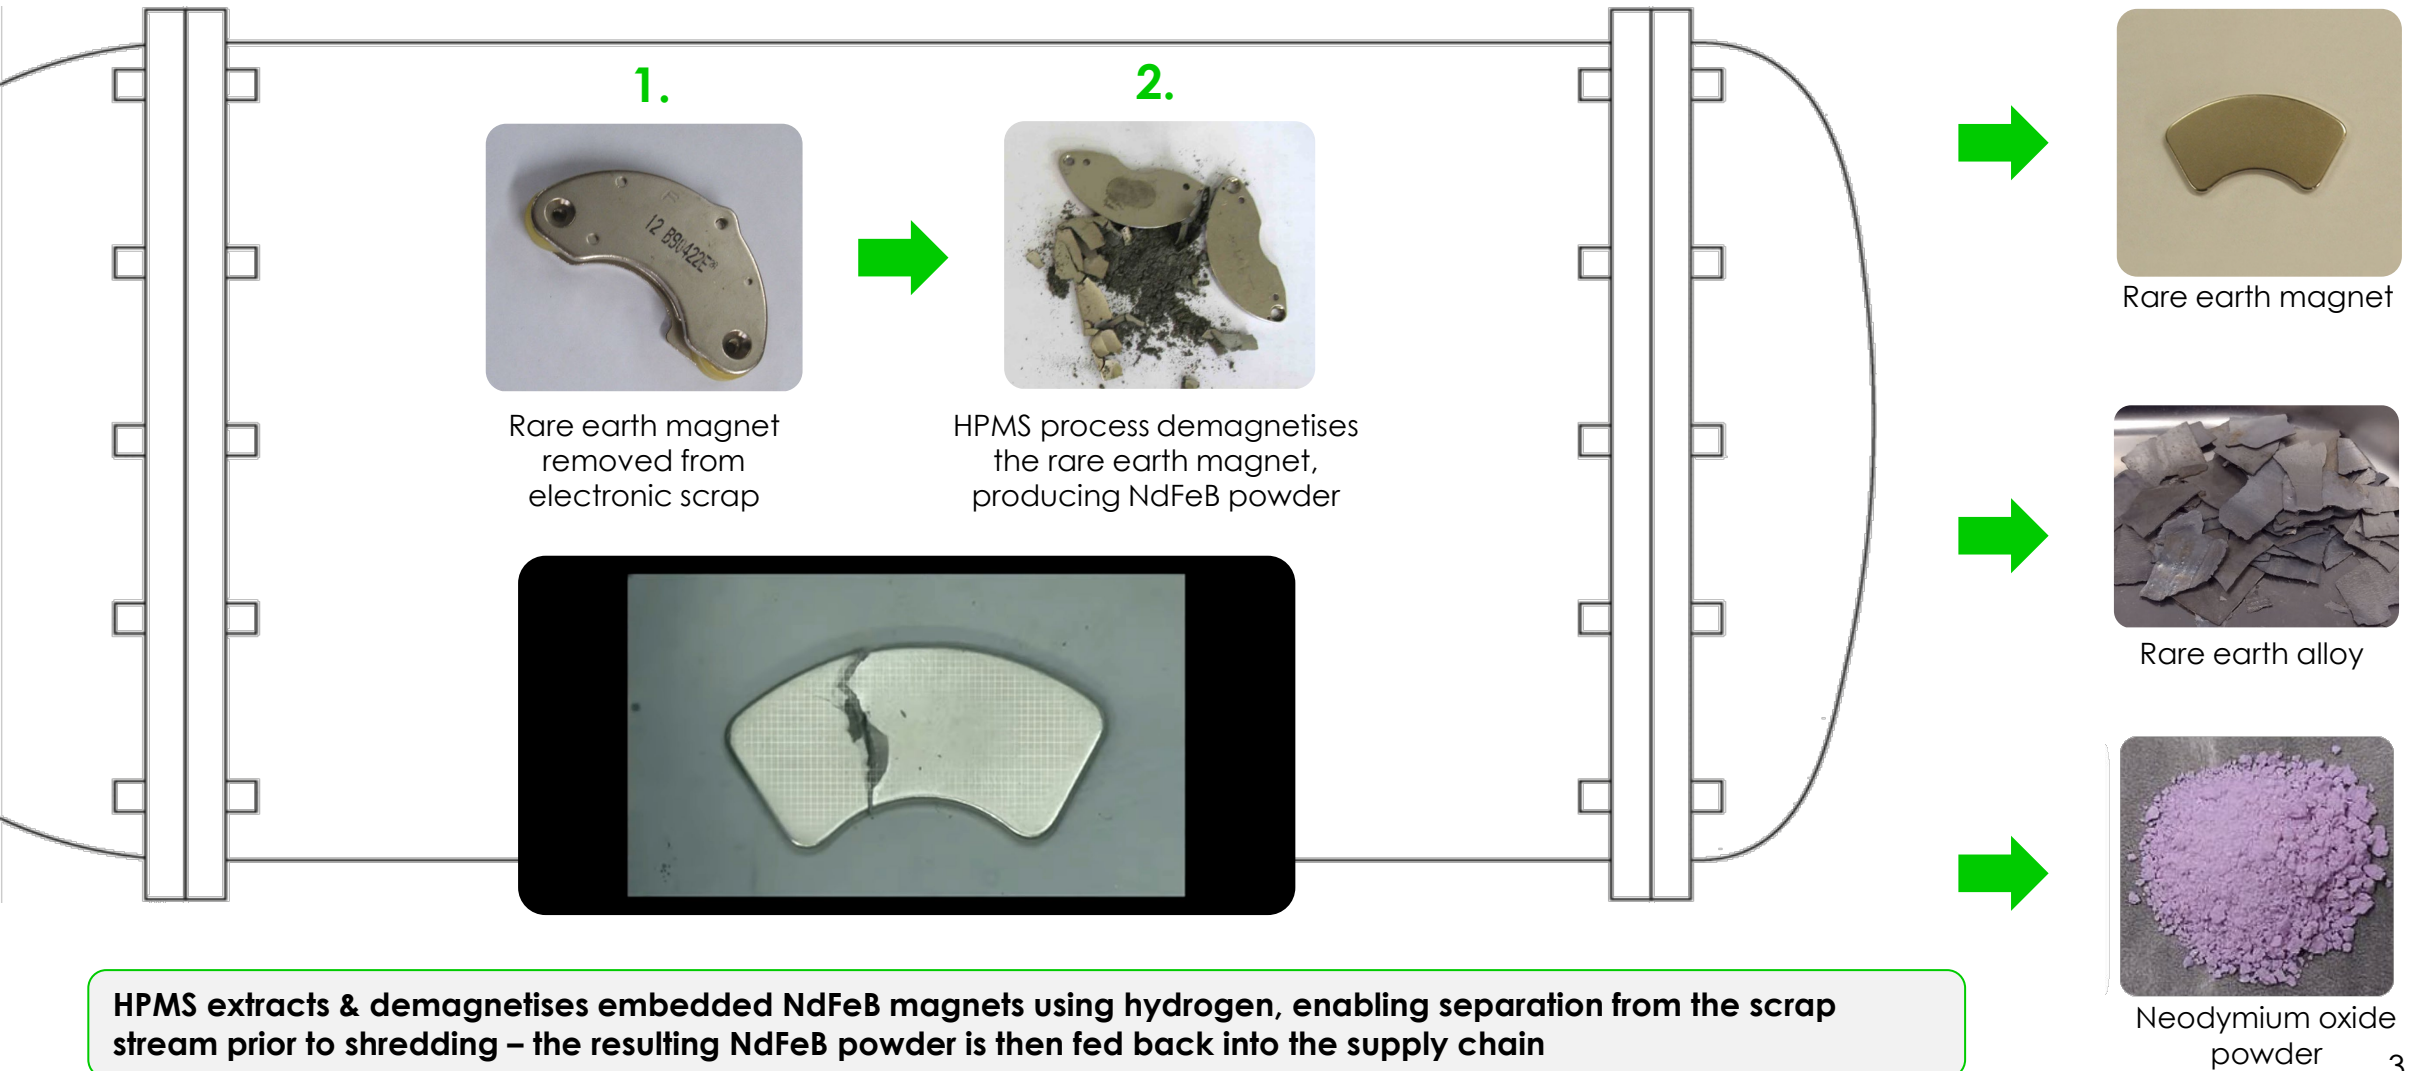 1.
2.
12 B90422E
Rare earth magnet
removed from
electronic scrap
HPMS process demagnetises
the rare earth magnet,
producing NdFeB powder
Rare earth magnet
Rare earth alloy
Neodymium oxide
powder
HPMS extracts & demagnetises embedded NdFeB magnets using hydrogen, enabling separation from the scrap
stream prior to shredding – the resulting NdFeB powder is then fed back into the supply chain
3